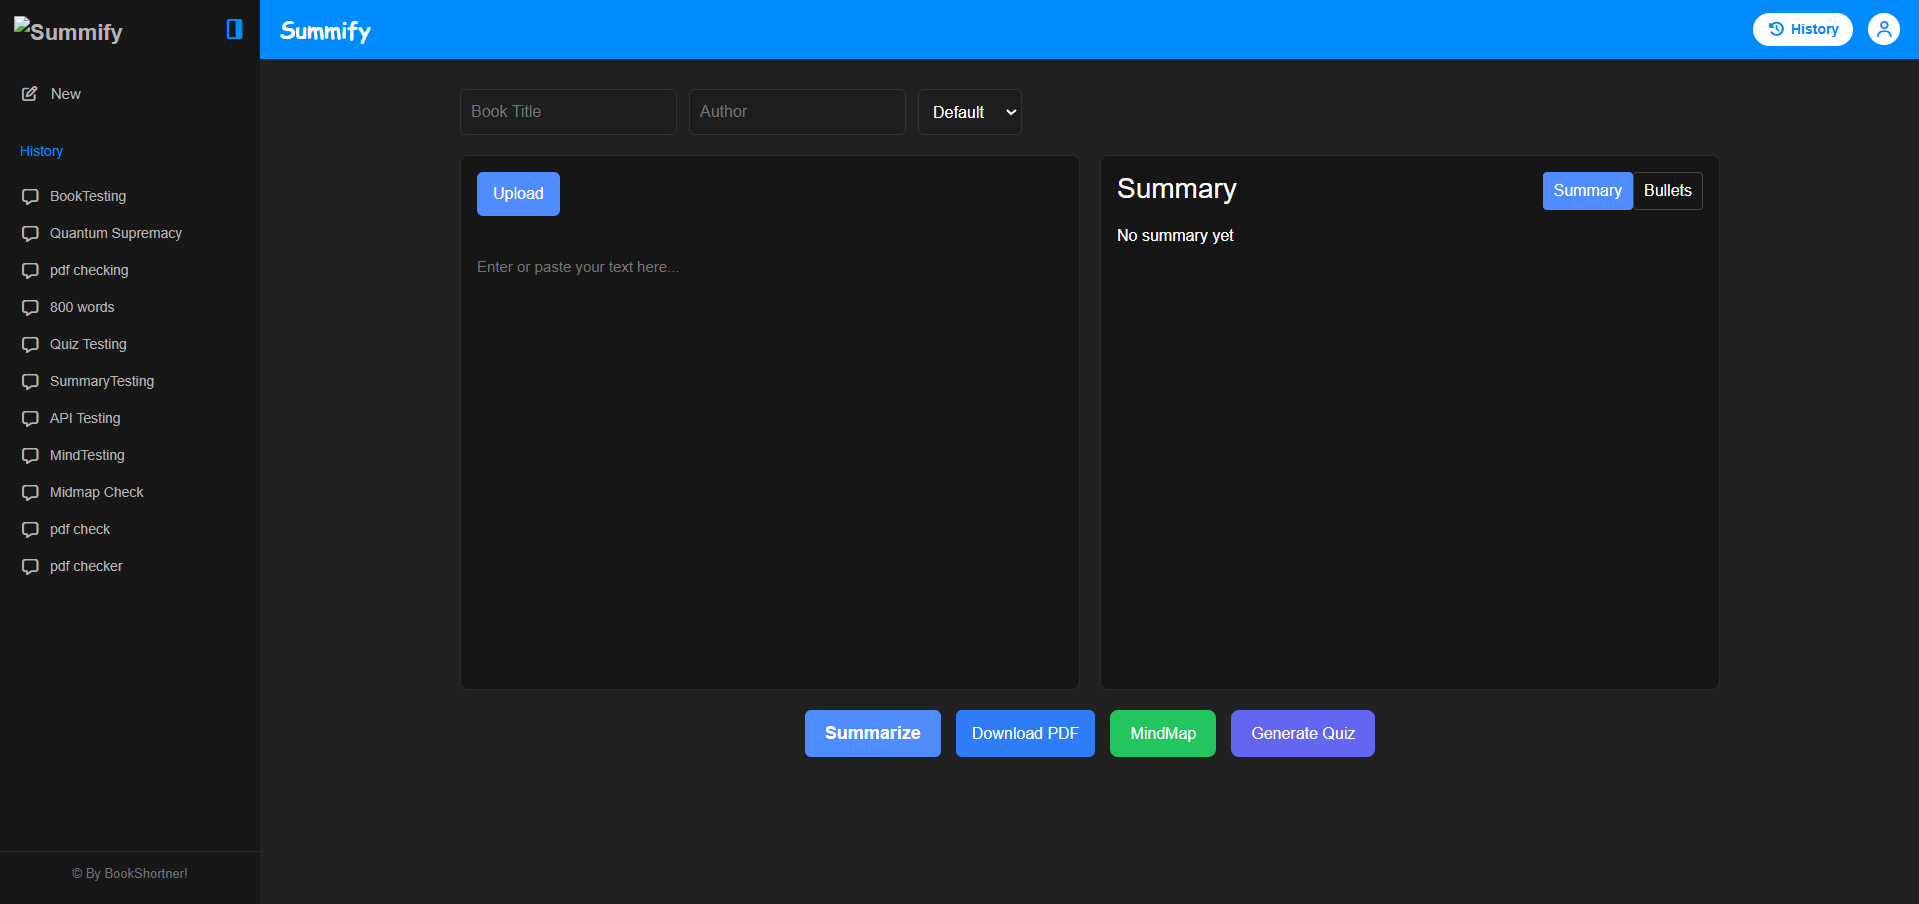 Summify
New
History
BookTesting
Quantum Supremacy
pdf checking
800 words
Quiz Testing
SummaryTesting
API Testing
MindTesting
Midmap Check
pdf check
pdf checker
© By BookShortner!
Summify
History
Book Title
Author
Default
Upload
Enter or paste your text here...
Summary
Summary
Bullets
No summary yet
Summarize
Download PDF
MindMap
Generate Quiz